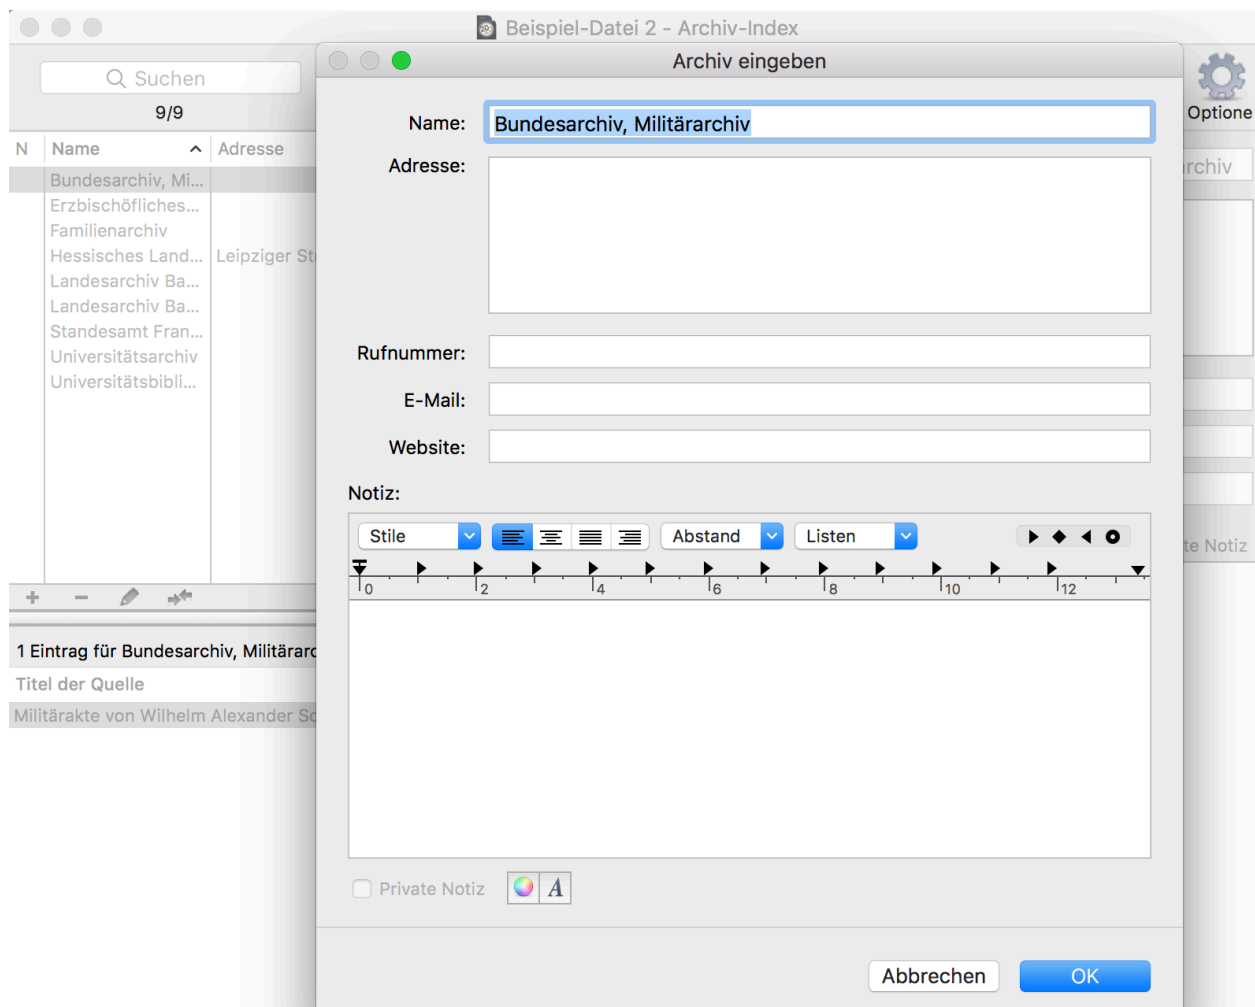 Beispiel-Datei 2 - Archiv-Index
Suchen
9/9
N Name Adresse
Bundesarchiv, Mi...
Erzbischöfliches...
Familienarchiv
Hessisches Land... Leipziger St
Landesarchiv Ba...
Landesarchiv Ba...
Standesamt Fran...
Universitätsarchiv
Universitätsbibli...
1 Eintrag für Bundesarchiv, Militärarc
Titel der Quelle
Militärakte von Wilhelm Alexander Sc
Archiv eingeben
Name: Bundesarchiv, Militärarchiv
Adresse:
Rufnummer:
E-Mail:
Website:
Notiz:
Stile Abstand Listen
0 2 4 6 8 10 12
Private Notiz A
Abbrechen OK
Optione
rchiv
te Notiz